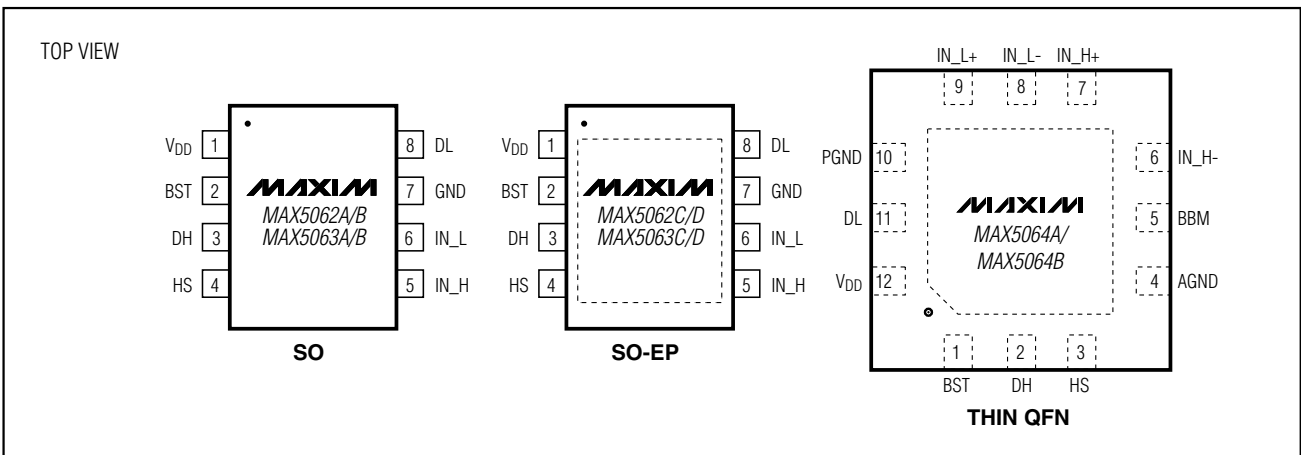 TOP VIEW
VDD 1
BST 2
DH 3
HS 4
8 DL
7 GND
6 IN_L
5 IN_H
MAXIM
MAX5062A/B
MAX5063A/B
SO
VDD 1
BST 2
DH 3
HS 4
8 DL
7 GND
6 IN_L
5 IN_H
MAXIM
MAX5062C/D
MAX5063C/D
SO-EP
IN_L+ IN_L- IN_H+
9 8 7
PGND 10
DL 11
VDD 12
6 IN_H-
5 BBM
4 AGND
MAXIM
MAX5064A/
MAX5064B
1 2 3
BST DH HS
THIN QFN